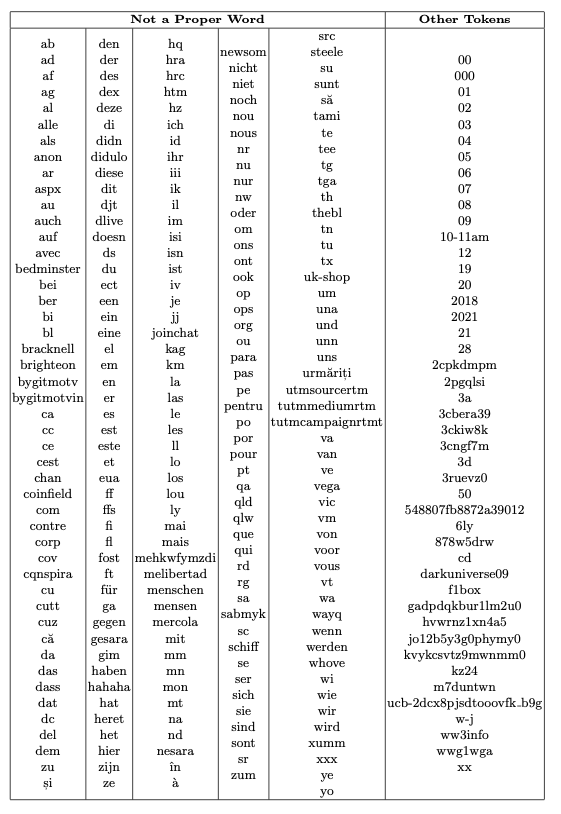 Not a Proper Word
ab
ad
af
ag
al
alle
als
anon
ar
aspx
au
auch
auf
avec
bedminster
bei
ber
bi
bl
bracknell
brighteon
bygitmotv
bygitmotvin
ca
cc
ce
cest
chan
coinfield
com
contre
corp
cov
cqnspira
cu
cutt
cuz
că
da
das
dass
dat
dc
del
dem
zu
și
den
der
des
dex
deze
di
didn
didulo
diese
dit
djt
dlive
doesn
ds
du
ect
een
ein
eine
el
em
en
er
es
est
este
et
eua
ff
ffs
fi
fl
fost
ft
für
ga
gegen
gesara
gim
haben
hahaha
hat
heret
het
hier
zijn
ze
hq
hra
hrc
htm
hz
ich
id
ihr
iii
ik
il
im
isi
isn
ist
iv
je
jj
joinchat
kag
km
la
las
le
les
ll
lo
los
lou
ly
mai
mais
mehkwfymzdi
melibertad
menschen
mensen
mercola
mit
mm
mn
mon
mt
na
nd
nesara
în
à
newsom
nicht
niet
noch
nou
nous
nr
nu
nur
nw
oder
om
ons
ont
ook
op
ops
org
ou
para
pas
pe
pentru
po
por
pour
pt
qa
qld
qlw
que
qui
rd
rg
sa
sabmyk
sc
schiff
se
ser
sich
sie
sind
sont
sr
zum
src
steele
su
sunt
să
tami
te
tee
tg
tga
th
thebl
tn
tu
tx
uk-shop
um
una
und
unn
uns
urmăriți
utmsourcertm
tutmmediumrtm
tutmcampaignrtmt
va
van
ve
vega
vic
vm
von
voor
vous
vt
wa
wayq
wenn
werden
whove
wi
wie
wir
wird
xumm
xxx
ye
yo
Other Tokens
00
000
01
02
03
04
05
06
07
08
09
10-11am
12
19
20
2018
2021
21
28
2cpkdmpm
2pgqlsi
3a
3cbera39
3ckiw8k
3cngf7m
3d
3ruevz0
50
548807fb8872a39012
6ly
878w5drw
cd
darkuniverse09
f1box
gadpdqkbur1lm2u0
hvwrnz1xn4a5
jo12b5y3g0phymy0
kvykcsvtz9mwnmm0
kz24
m7duntwn
ucb-2dcx8pjsdtooovfk_b9g
w-j
ww3info
wwg1wga
xx